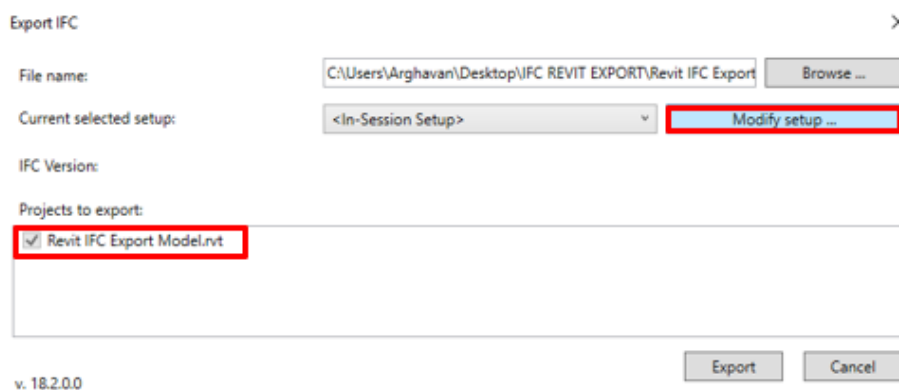 Export IFC
File name: C:\Users\Arghavan\Desktop\IFC REVIT EXPORT\Revit IFC Export Browse ...
Current selected setup: <In-Session Setup> Modify setup ...
IFC Version:
Projects to export:
Revit IFC Export Model.rvt
Export Cancel
v. 18.2.0.0